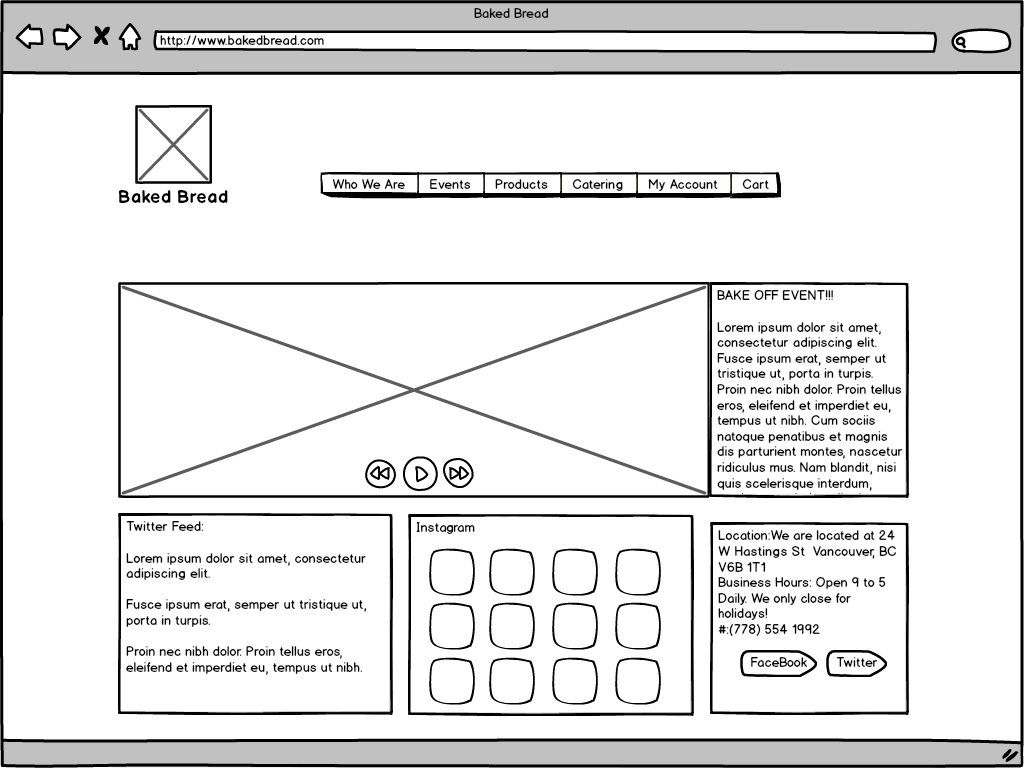 Baked Bread
http://www.bakedbread.com
Baked Bread
Who We Are Events Products Catering My Account Cart
BAKE OFF EVENT!!!
Lorem ipsum dolor sit amet,
consectetur adipiscing elit.
Fusce ipsum erat, semper ut
tristique ut, porta in turpis.
Proin nec nibh dolor. Proin tellus
eros, eleifend et imperdiet eu,
tempus ut nibh. Cum sociis
natoque penatibus et magnis
dis parturient montes, nascetur
ridiculus mus. Nam blandit, nisi
quis scelerisque interdum,
Twitter Feed:
Lorem ipsum dolor sit amet, consectetur
adipiscing elit.
Fusce ipsum erat, semper ut tristique ut,
porta in turpis.
Proin nec nibh dolor. Proin tellus eros,
eleifend et imperdiet eu, tempus ut nibh.
Instagram
Location:We are located at 24
W Hastings St Vancouver, BC
V6B 1T1
Business Hours: Open 9 to 5
Daily. We only close for
holidays!
#:(778) 554 1992
FaceBook Twitter